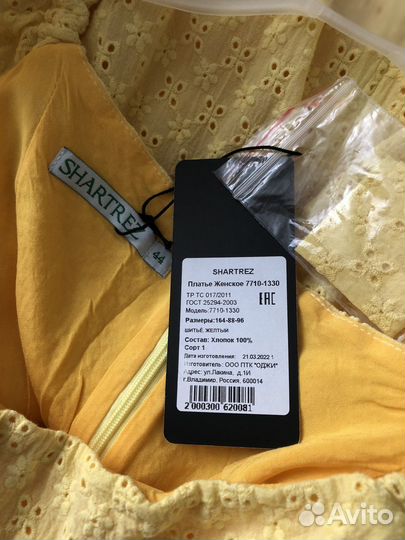 SHARTREZ
44
SHARTREZ
Платье Женское 7710-1330
ТР ТС 017/2011
ГОСТ 25294-2003
Модель:7710-1330
ЕАС
Размеры:164-88-96
ШИТЬЁ, ЖЕЛТЫЙ
Состав: Хлопок 100%
Сорт 1
Дата изготовления: 21.03.2022 г.
Изготовитель: ООО ПТК "ОДЖИ"
Адрес: ул.Лакина, д.1И
г.Владимир, Россия, 600014
2 000300 620081
Avito